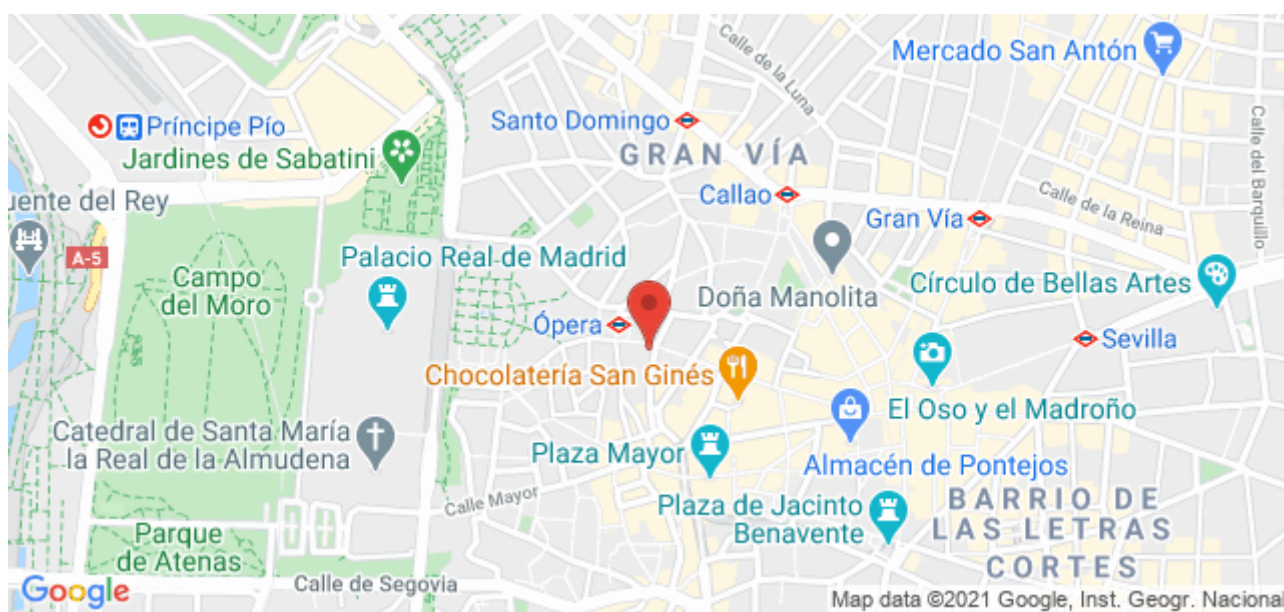 Calle de la Luna
Mercado San Antón
Santo Domingo
Príncipe Pío
Jardines de Sabatini
GRAN VÍA
Calle del Barquillo
Callao
Gran Vía
Calle de la Reina
uente del Rey
A-5
Palacio Real de Madrid
Campo
del Moro
Doña Manolita
Círculo de Bellas Artes
Ópera
Sevilla
Chocolatería San Ginés
El Oso y el Madroño
Catedral de Santa María
la Real de la Almudena
Plaza Mayor
Almacén de Pontejos
Calle Mayor
Plaza de Jacinto
Benavente
BARRIO DE
LAS LETRAS
CORTES
Parque
de Atenas
Calle de Segovia
Google
Map data ©2021 Google, Inst. Geogr. Naciona